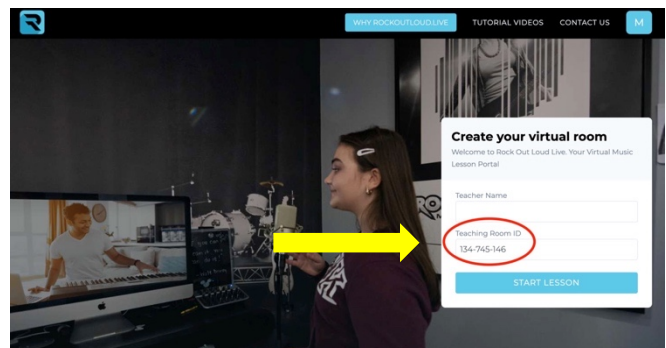 WHY ROCKOUTLOUD.LIVE TUTORIAL VIDEOS CONTACT US M
Create your virtual room
Welcome to Rock Out Loud Live. Your Virtual Music
Lesson Portal
Teacher Name
Teaching Room ID
134-745-146
START LESSON